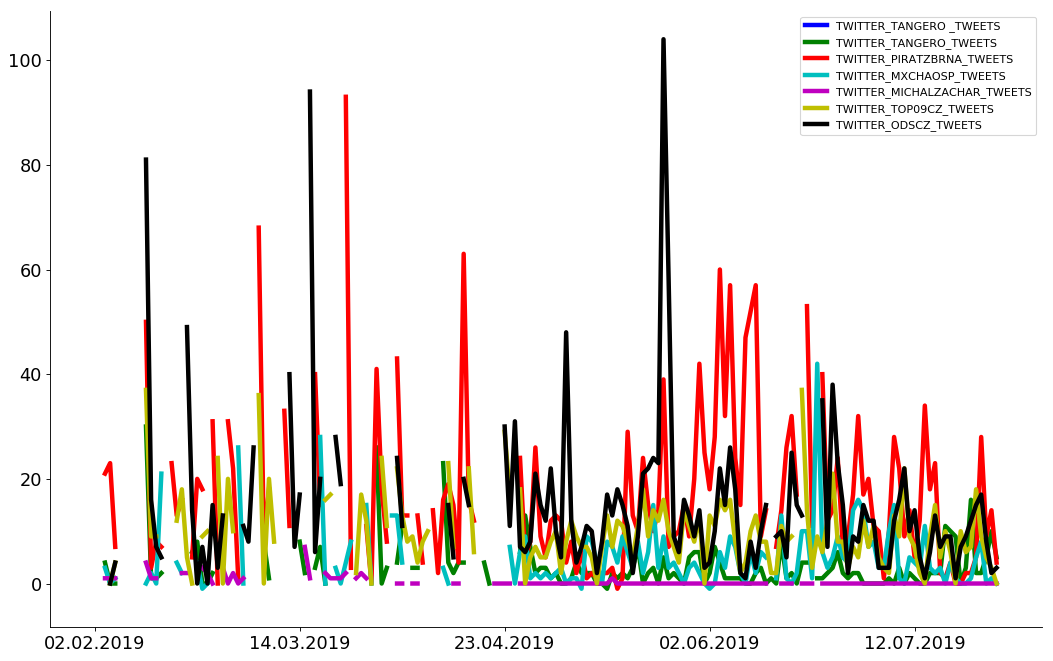 TWITTER_TANGERO _TWEETS
TWITTER_TANGERO_TWEETS
TWITTER_PIRATZBRNA_TWEETS
TWITTER_MXCHAOSP_TWEETS
TWITTER_MICHALZACHAR_TWEETS
TWITTER_TOP09CZ_TWEETS
TWITTER_ODSCZ_TWEETS
100
80
60
40
20
0
02.02.2019 14.03.2019 23.04.2019 02.06.2019 12.07.2019